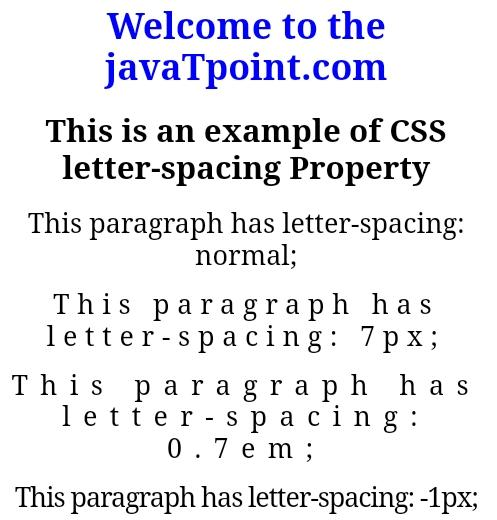 Welcome to the
javaTpoint.com
This is an example of CSS
letter-spacing Property
This paragraph has letter-spacing:
normal;
This paragraph has
letter-spacing: 7px;
This paragraph has
letter-spacing:
0.7em;
This paragraph has letter-spacing: -1px;